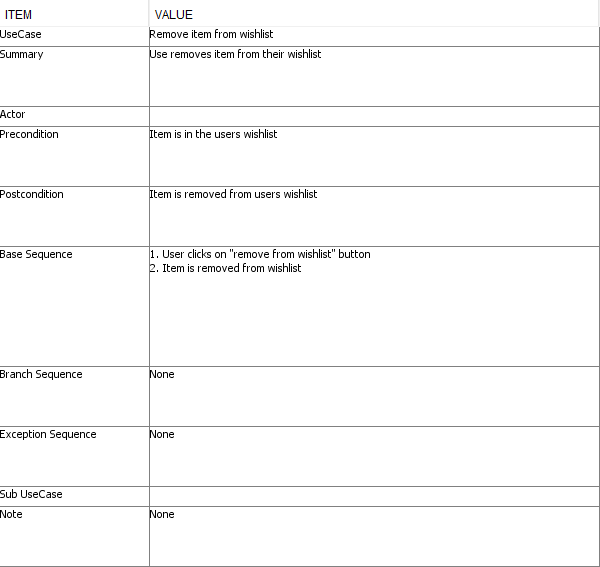 ITEM VALUE
UseCase Remove item from wishlist
Summary Use removes item from their wishlist
Actor
Precondition Item is in the users wishlist
Postcondition Item is removed from users wishlist
Base Sequence 1. User clicks on "remove from wishlist" button
2. Item is removed from wishlist
Branch Sequence None
Exception Sequence None
Sub UseCase
Note None